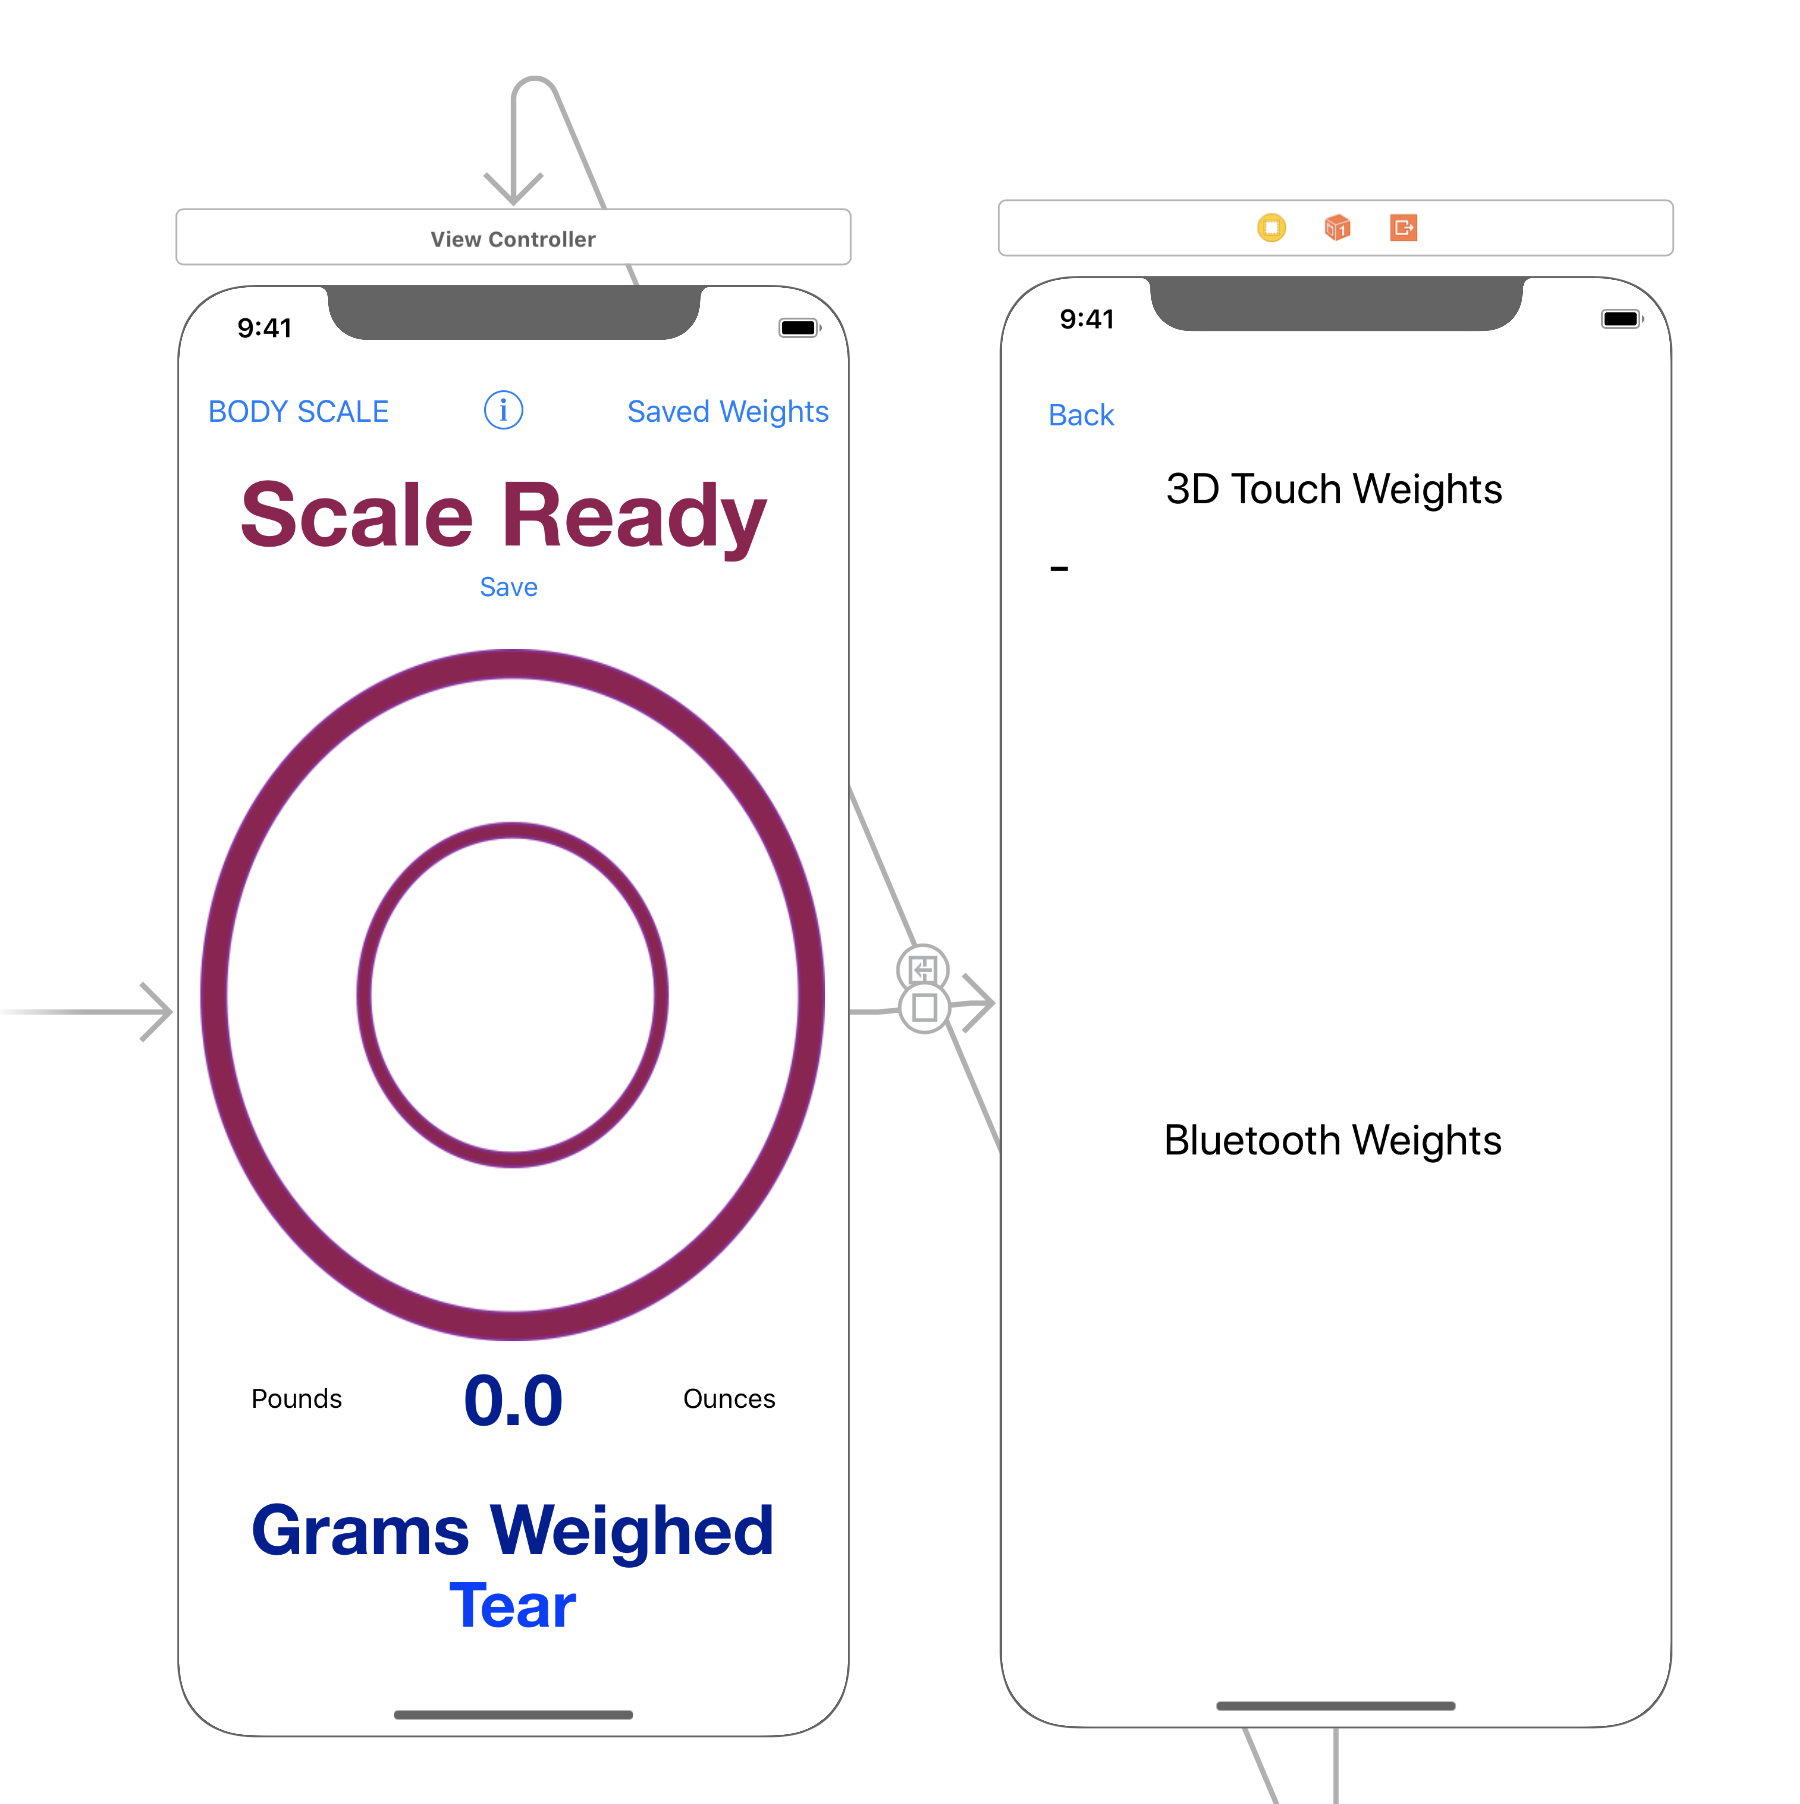 View Controller
9:41
BODY SCALE
Saved Weights
Scale Ready
Save
Pounds
0.0
Ounces
Grams Weighed
Tear
9:41
Back
3D Touch Weights
-
Bluetooth Weights